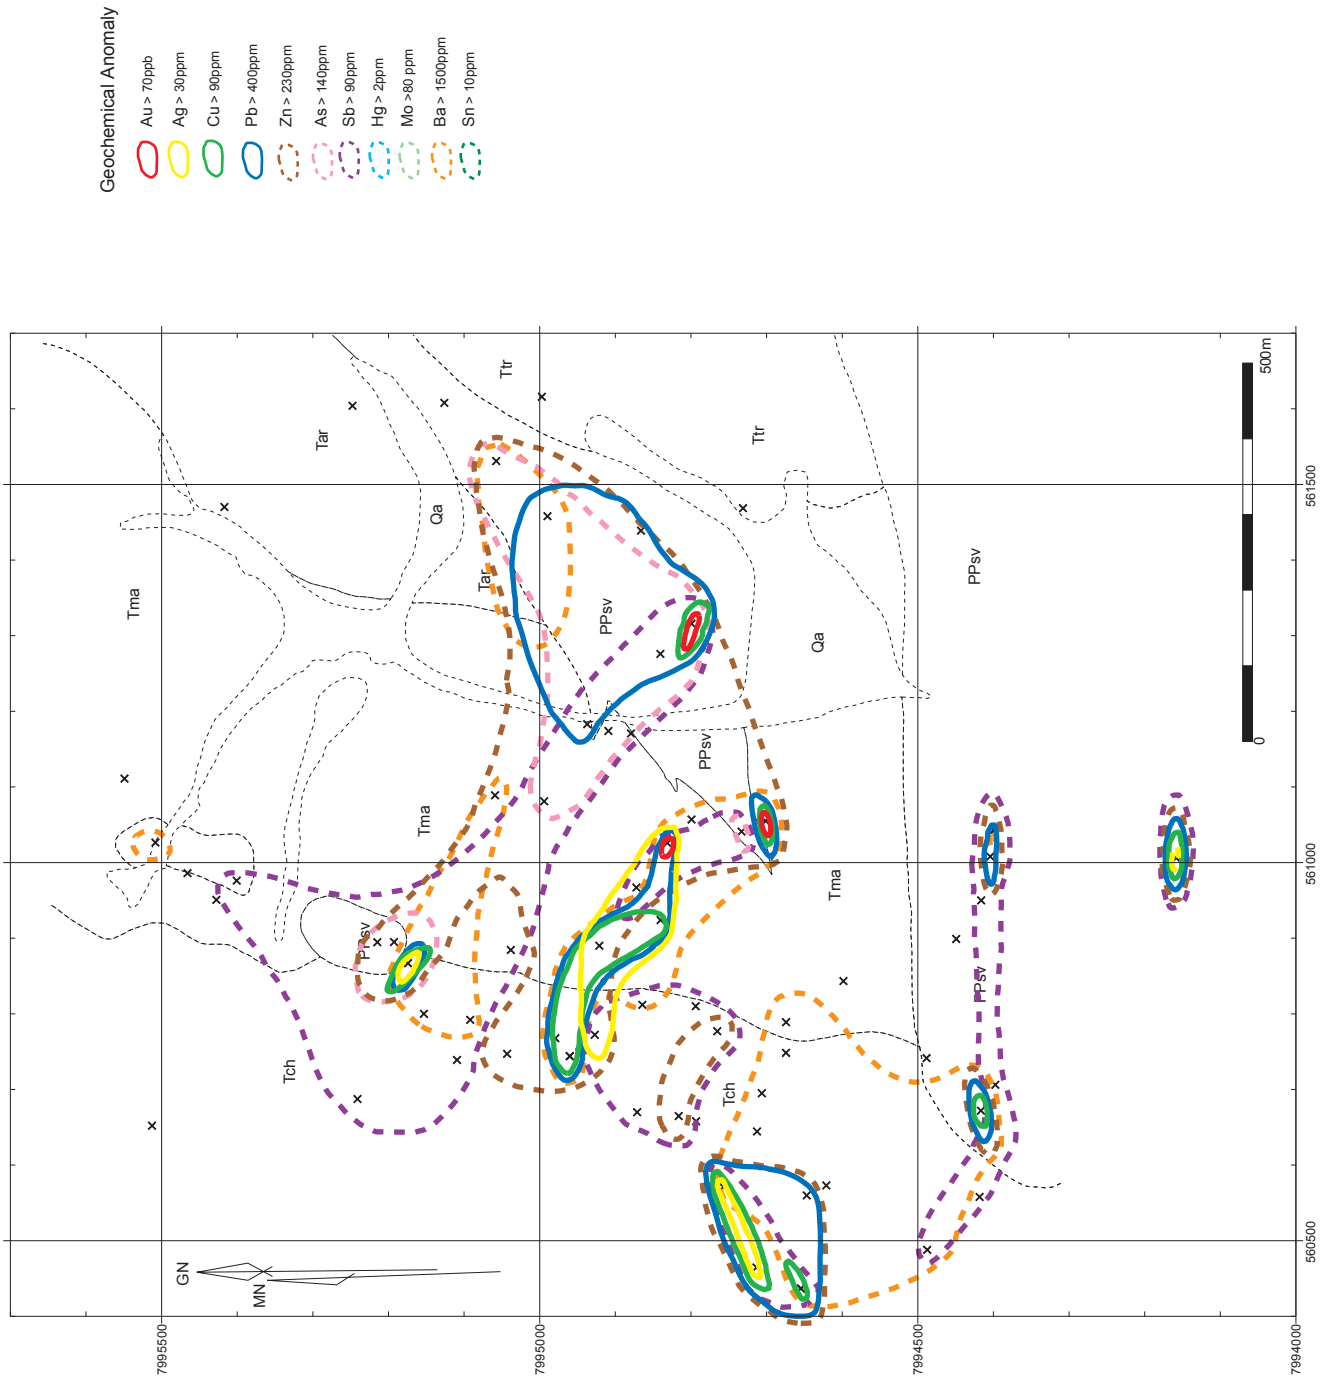 Geochemical Anomaly
Au > 70ppb
Ag > 30ppm
Cu > 90ppm
Pb > 400ppm
Zn > 230ppm
As > 140ppm
Sb > 90ppm
Hg > 2ppm
Mo >80 ppm
Ba > 1500ppm
Sn > 10ppm
Tma
Tar
Ttr
Qa
Tar
Ttr
PPsv
PPsv
Qa
PPsv
Tma
Tma
PPsv
PPsv
Tch
Tch
GN
MN
0
500m
561500
561000
560500
7995500
7995000
7994500
7994000